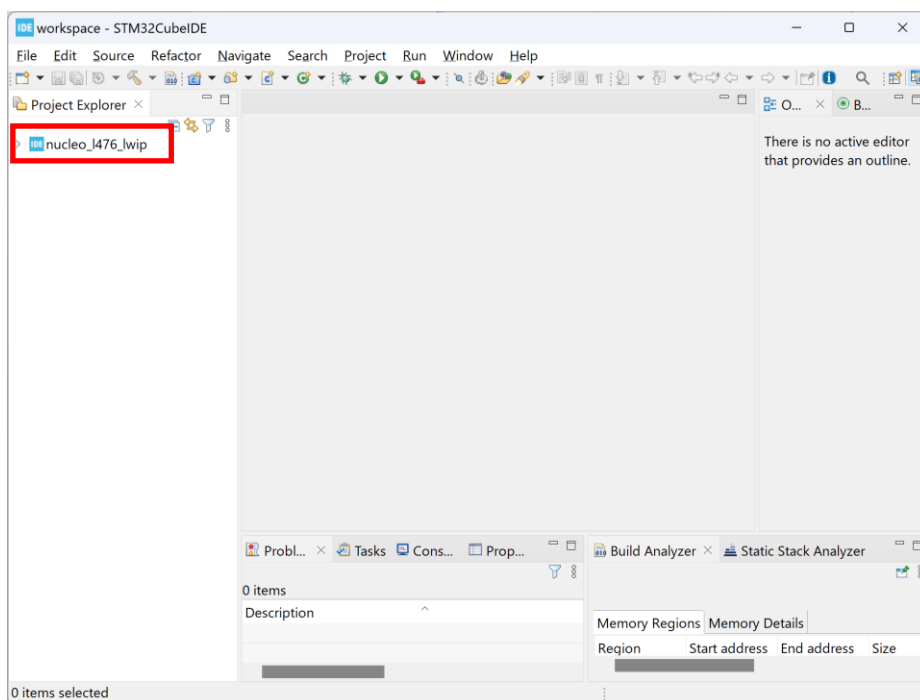 IDE workspace - STM32CubeIDE
File Edit Source Refactor Navigate Search Project Run Window Help
Project Explorer
O... B...
IDE nucleo_l476_lwip
There is no active editor
that provides an outline.
Probl... Tasks Cons... Prop...
Build Analyzer Static Stack Analyzer
0 items
Description
Memory Regions Memory Details
Region Start address End address Size
0 items selected